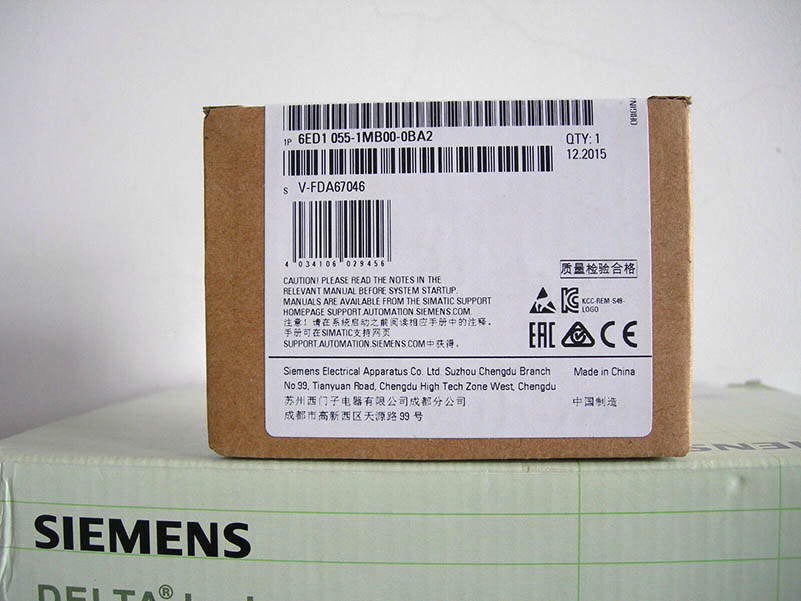 ORIGIN
1P 6ED1 055-1MB00-0BA2
QTY: 1
12.2015
S V-FDA67046
4 034106 029456
CAUTION! PLEASE READ THE NOTES IN THE
RELEVANT MANUAL BEFORE SYSTEM STARTUP.
MANUALS ARE AVAILABLE FROM THE SIMATIC SUPPORT
HOMEPAGE SUPPORT.AUTOMATION.SIEMENS.COM.
注意!请在系统启动之前阅读相应手册中的注释。
手册可在SIMATIC支持网页
SUPPORT.AUTOMATION.SIEMENS.COM中获得。
质量检验合格
KCC-REM-S49-
LOGO
EAC
CE
Siemens Electrical Apparatus Co. Ltd. Suzhou Chengdu Branch
No.99, Tianyuan Road, Chengdu High Tech Zone West, Chengdu
苏州西门子电器有限公司成都分公司
成都市高新西区天源路99号
Made in China
中国制造
SIEMENS
SIEMENS
DELTA®